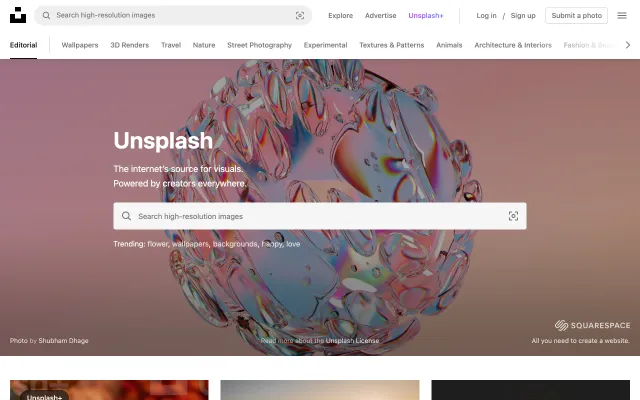 Search high-resolution images
Explore
Advertise
Unsplash+
Log in / Sign up
Submit a photo
Editorial
Wallpapers
3D Renders
Travel
Nature
Street Photography
Experimental
Textures & Patterns
Animals
Architecture & Interiors
Unsplash
The internet's source for visuals.
Powered by creators everywhere.
Search high-resolution images
Trending: flower, wallpapers, backgrounds, happy, love
SQUARESPACE
Photo by Shubham Dhage
Read more about the Unsplash License
All you need to create a website.
Unsplash+